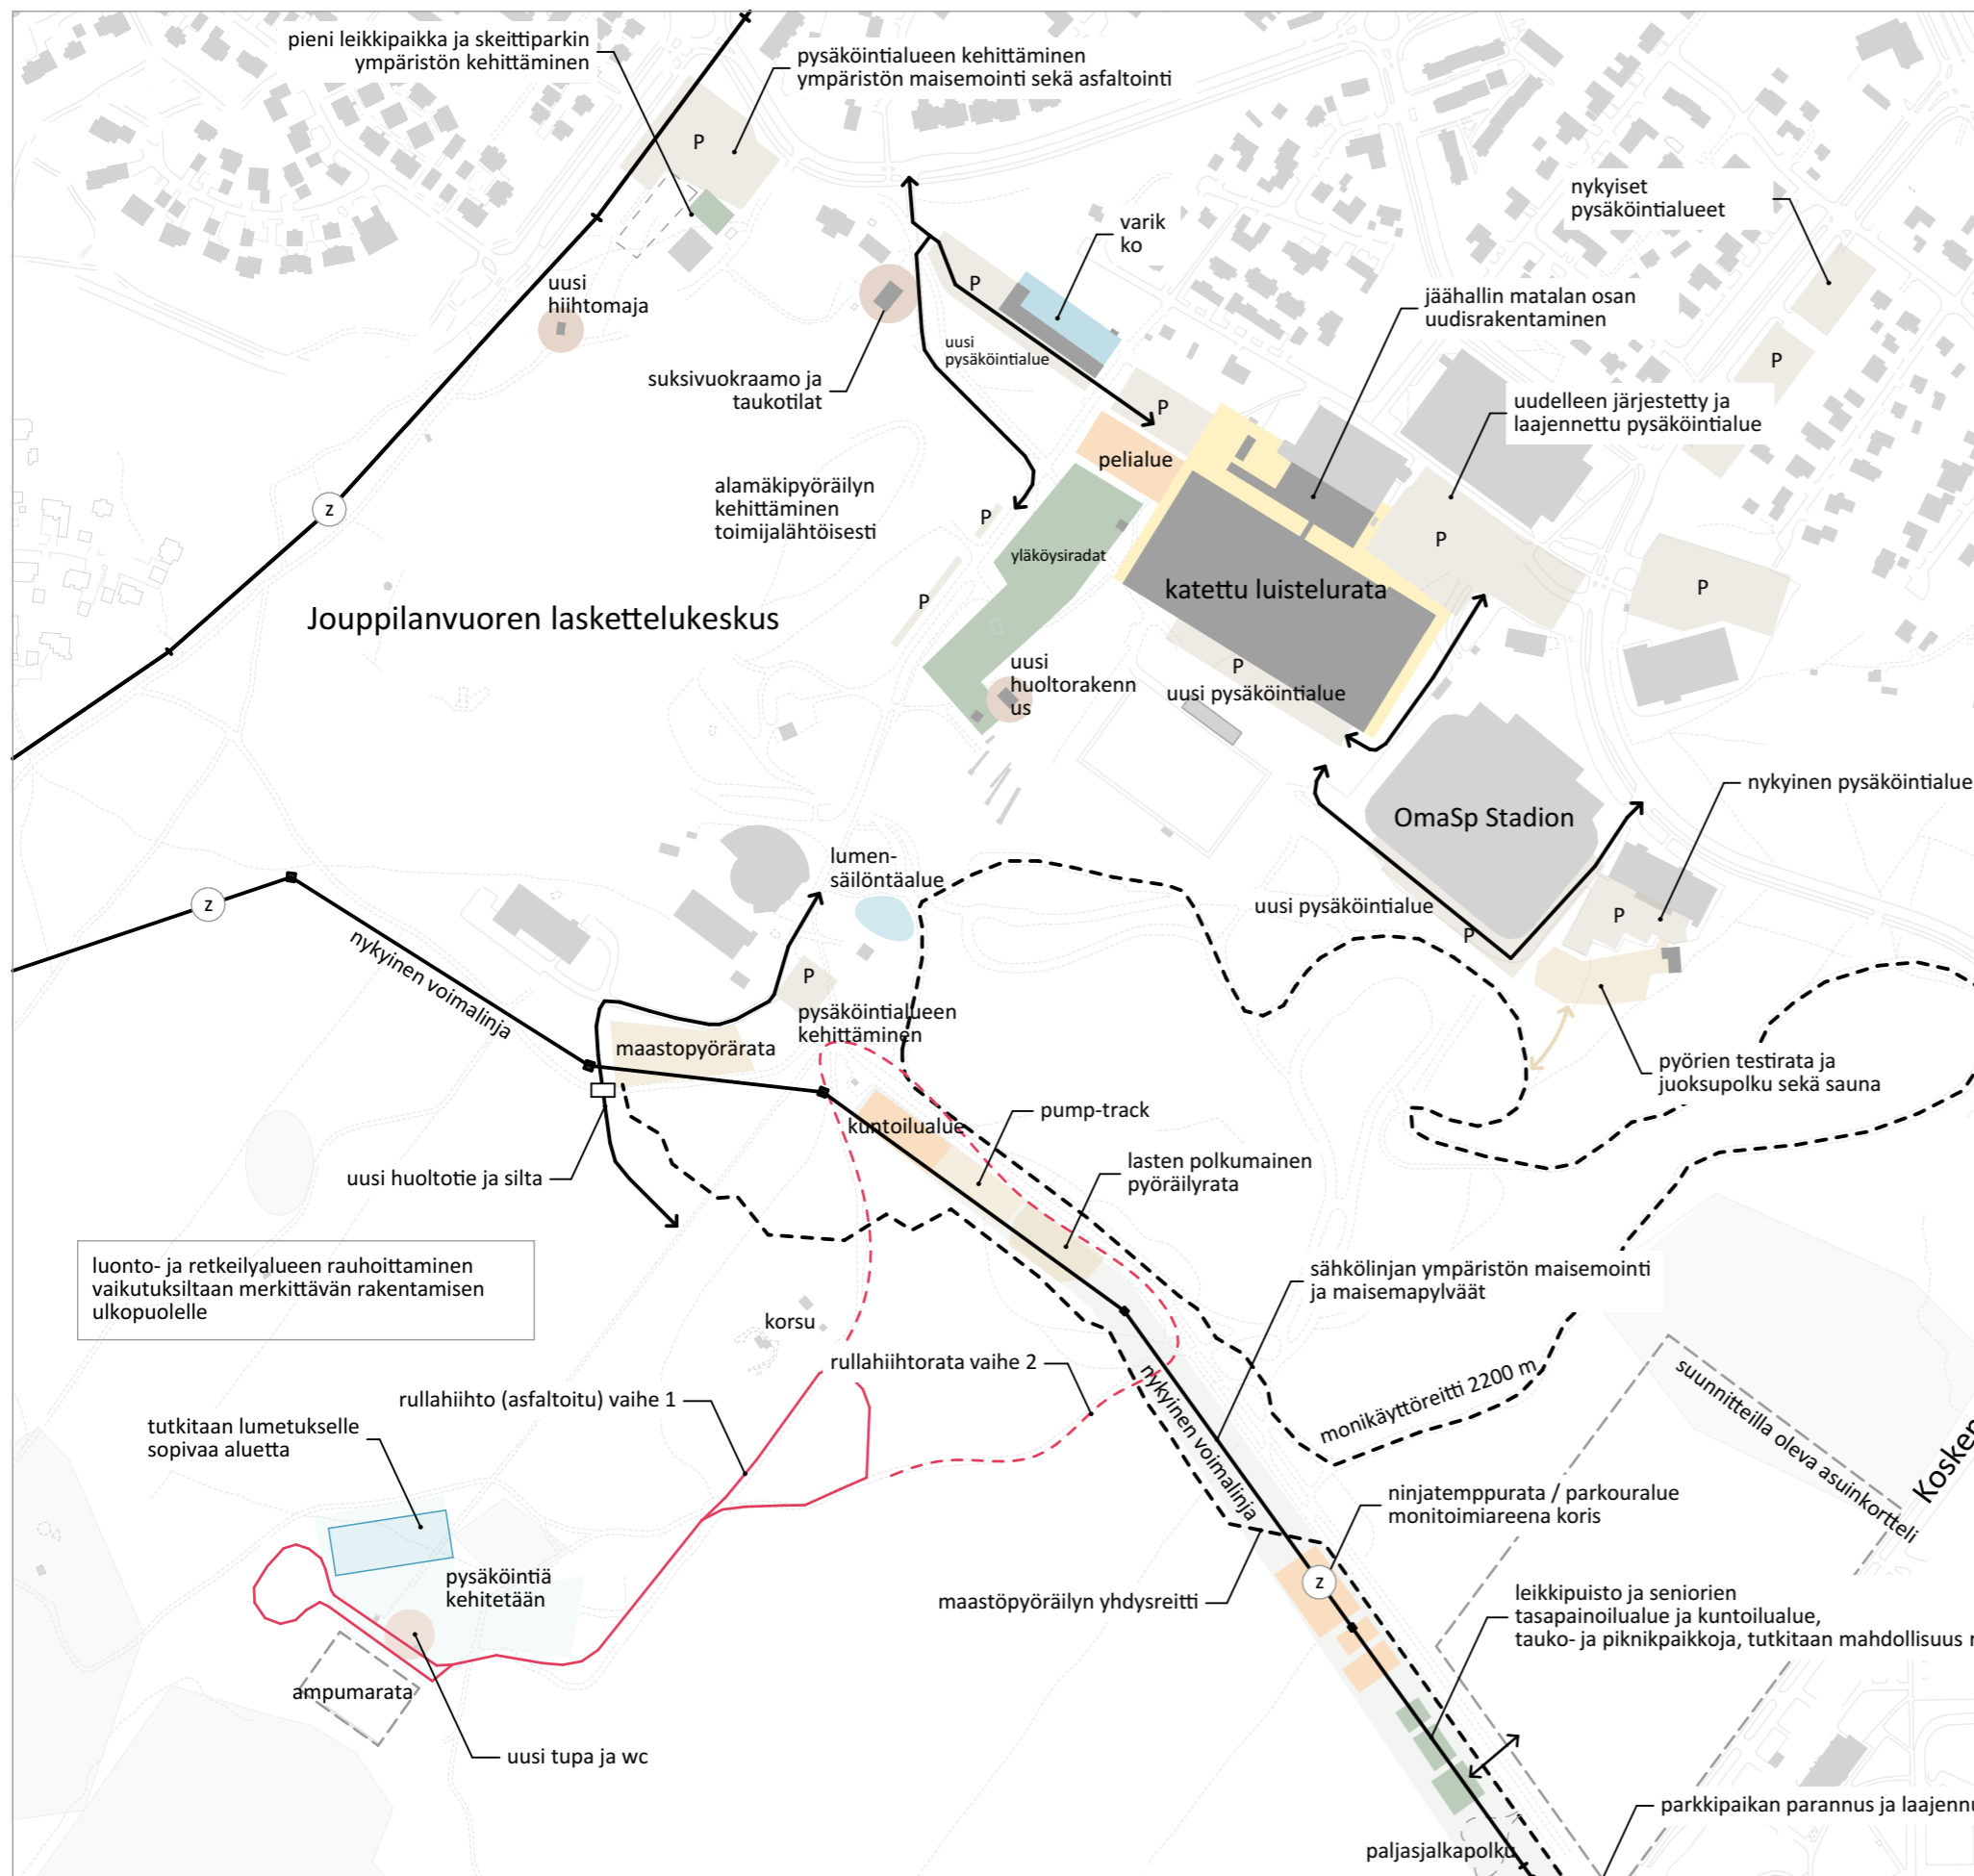 pieni leikkipaikka ja skeittiparkin
ympäristön kehittäminen
pysäköintialueen kehittäminen
ympäristön maisemointi sekä asfaltointi
P
nykyiset
pysäköintialueet
varik
ko
P
uusi
hiihtomaja
jäähallin matalan osan
uudisrakentaminen
uusi
pysäköintialue
P
suksivuokraamo ja
taukotilat
P
uudelleen järjestetty ja
laajennettu pysäköintialue
pelialue
alamäkipyöräilyn
kehittäminen
toimijalähtöisesti
z
P
P
yläköysiradat
katettu luistelurata
P
P
Jouppilanvuoren laskettelukeskus
uusi
huoltorakenn
us
P
uusi pysäköintialue
nykyinen pysäköintialue
OmaSp Stadion
lumen-
säilöntäalue
z
uusi pysäköintialue
P
P
nykyinen voimalinja
P
pysäköintialueen
kehittäminen
maastopyörärata
pyörien testirata ja
juoksupolku sekä sauna
pump-track
kuntoilualue
lasten polkumainen
pyöräilyrata
uusi huoltotie ja silta
luonto- ja retkeilyalueen rauhoittaminen
vaikutuksiltaan merkittävän rakentamisen
ulkopuolelle
sähkölinjan ympäristön maisemointi
ja maisemapylväät
korsu
rullahiihtorata vaihe 2
rullahiihto (asfaltoitu) vaihe 1
nykyinen voimalinja
monikäyttöreitti 2200 m
suunnitteilla oleva asuinkortteli
Kosken
tutkitaan lumetukselle
sopivaa aluetta
ninjatemppurata / parkouralue
monitoimiareena koris
pysäköintiä
kehitetään
z
maastöpyöräilyn yhdysreitti
leikkipuisto ja seniorien
tasapainoilualue ja kuntoilualue,
tauko- ja piknikpaikkoja, tutkitaan mahdollisuus
ampumarata
uusi tupa ja wc
parkkipaikan parannus ja laajennu
paljasjalkapolku